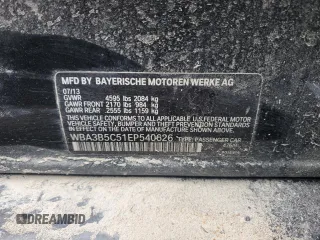 MFD BY BAYERISCHE MOTOREN WERKE AG
07/13
GVWR 4595 lbs 2084 kg
GAWR FRONT 2170 lbs 984 kg
GAWR REAR 2555 lbs 1159 kg
THIS VEHICLE CONFORMS TO ALL APPLICABLE
U.S. FEDERAL MOTOR VEHICLE SAFETY,
BUMPER, AND THEFT PREVENTION STANDARDS
IN EFFECT ON THE DATE OF
MANUFACTURE SHOWN ABOVE.
WBA3B5C51EP540626 TYPE: PASSENGER CAR
DREAMBID